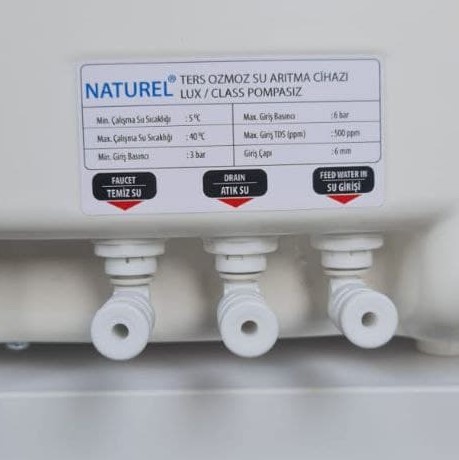 NATUREL® TERS OZMOZ SU ARITMA CİHAZI
LUX / CLASS POMPASIZ
Min. Çalışma Su Sıcaklığı : 5 °C
Max. Çalışma Su Sıcaklığı : 40 °C
Min. Giriş Basıncı : 3 bar
Max. Giriş Basıncı : 6 bar
Max. Giriş TDS (ppm) : 500 ppm
Giriş Çapı : 6 mm
FAUCET
TEMİZ SU
DRAIN
ATIK SU
FEED WATER IN
SU GİRİŞİ